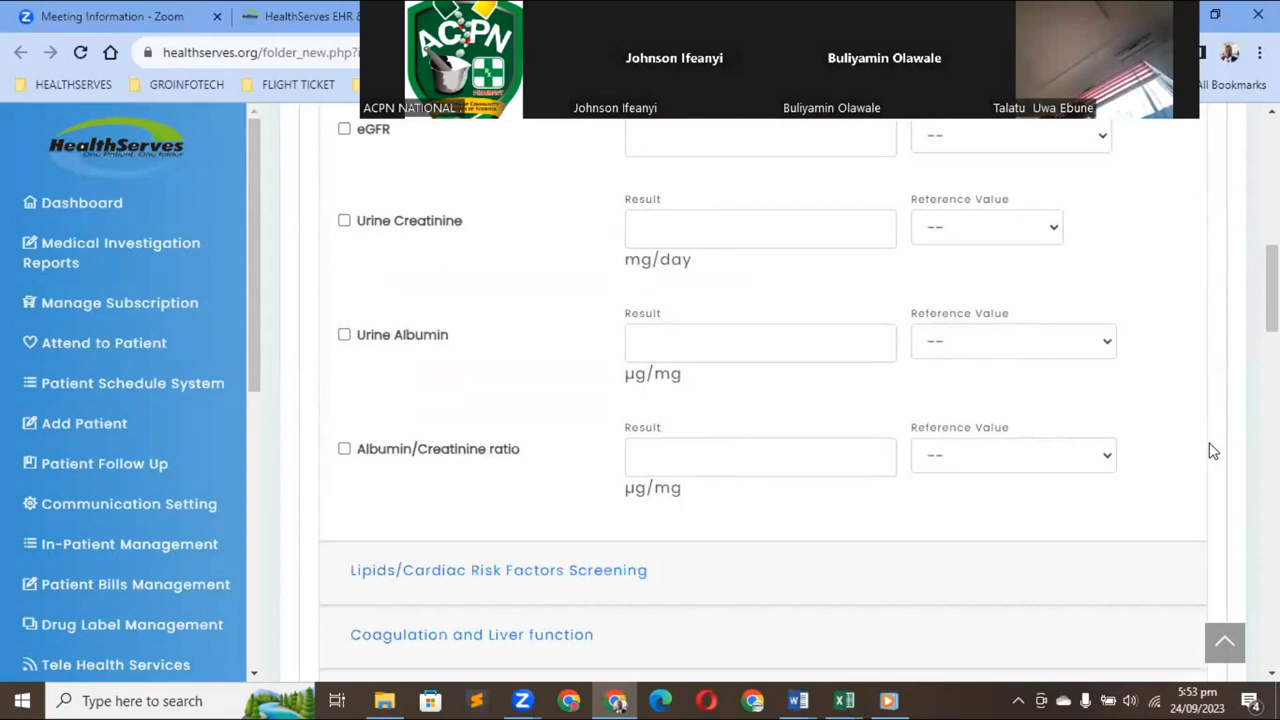 Meeting Information - Zoom
HealthServes EHR &
healthserves.org/folder_new.php?i
HEALTHSERVES
GROINFOTECH
FLIGHT TICKET
All Bookmarks
ACPN
ACPN NATIONAL
Johnson Ifeanyi
Johnson Ifeanyi
Buliyamin Olawale
Buliyamin Olawale
Talatu Uwa Ebune
HealthServes
One Patient. One folder
Dashboard
Medical Investigation
Reports
Manage Subscription
Attend to Patient
Patient Schedule System
Add Patient
Patient Follow Up
Communication Setting
In-Patient Management
Patient Bills Management
Drug Label Management
Tele Health Services
eGFR
--
Urine Creatinine
Result
mg/day
Reference Value
--
Urine Albumin
Result
µg/mg
Reference Value
--
Albumin/Creatinine ratio
Result
µg/mg
Reference Value
--
Lipids/Cardiac Risk Factors Screening
Coagulation and Liver function
Type here to search
5:53 pm
24/09/2023
4